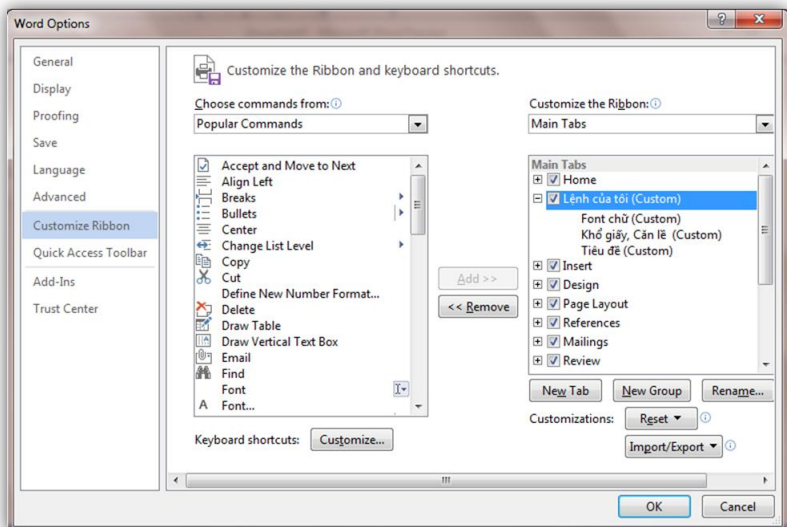 Word Options
General
Display
Proofing
Save
Language
Advanced
Customize Ribbon
Quick Access Toolbar
Add-Ins
Trust Center
Customize the Ribbon and keyboard shortcuts.
Choose commands from:
Popular Commands
Accept and Move to Next
Align Left
Breaks
Bullets
Center
Change List Level
Copy
Cut
Define New Number Format...
Delete
Draw Table
Draw Vertical Text Box
Email
Find
Font
Font...
Keyboard shortcuts: Customize...
Add >>
<< Remove
Customize the Ribbon:
Main Tabs
Main Tabs
Home
Lệnh của tôi (Custom)
Font chữ (Custom)
Khổ giấy, Căn lề (Custom)
Tiêu đề (Custom)
Insert
Design
Page Layout
References
Mailings
Review
New Tab New Group Rename...
Customizations: Reset
Import/Export
OK Cancel